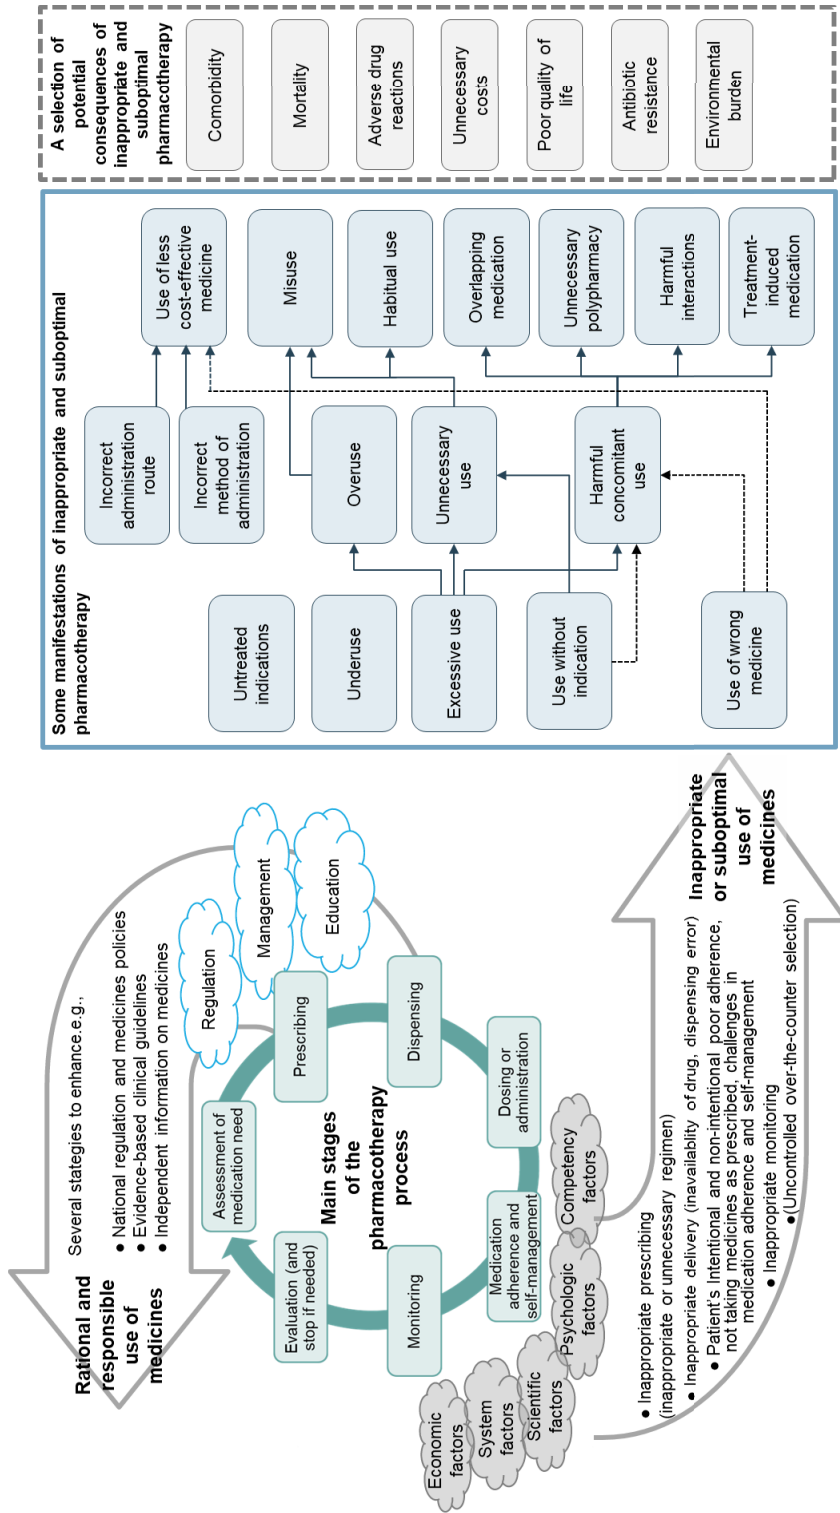 Several stategies to enhance.e.g.,
● National regulation and medicines policies
● Evidence-based clinical guidelines
● Independent information on medicines
Rational and
responsible
use of
medicines
Regulation
Management
Education
Main stages
of the
pharmacotherapy
process
Assessment of
medication need
Prescribing
Dispensing
Dosing or
administration
Medication
adherence and
self-management
Monitoring
Evaluation (and
stop if needed)
Economic
factors
System
factors
Scientific
factors
Psychologic
factors
Competency
factors
● Inappropriate prescribing
(inappropriate or unnecessary regimen)
● Inappropriate delivery (inavailablity of drug, dispensing error)
● Patient's Intentional and non-intentional poor adherence,
not taking medicines as prescribed, challenges in
medication adherence and self-management
● Inappropriate monitoring
●(Uncontrolled over-the-counter selection)
Inappropriate
or suboptimal
use of
medicines
Some manifestations of inappropriate and suboptimal
pharmacotherapy
Untreated
indications
Underuse
Excessive use
Use without
indication
Use of wrong
medicine
Incorrect
administration
route
Incorrect
method of
administration
Overuse
Unnecessary
use
Harmful
concomitant
use
Use of less
cost-effective
medicine
Misuse
Habitual use
Overlapping
medication
Unnecessary
polypharmacy
Harmful
interactions
Treatment-
induced
medication
A selection of
potential
consequences of
inappropriate and
suboptimal
pharmacotherapy
Comorbidity
Mortality
Adverse drug
reactions
Unnecessary
costs
Poor quality of
life
Antibiotic
resistance
Environmental
burden